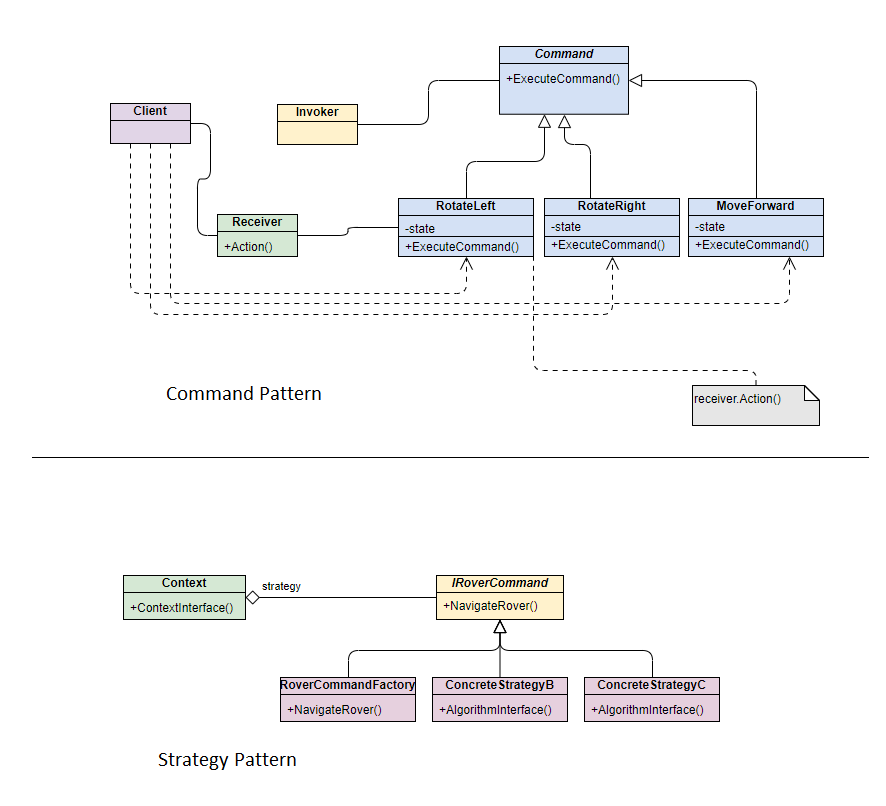 Command
+ExecuteCommand()
Client
Invoker
RotateLeft
-state
+ExecuteCommand()
RotateRight
-state
+ExecuteCommand()
MoveForward
-state
+ExecuteCommand()
Receiver
+Action()
Command Pattern
receiver.Action()
Context
+ContextInterface()
strategy
IRoverCommand
+NavigateRover()
RoverCommandFactory
+NavigateRover()
ConcreteStrategyB
+AlgorithmInterface()
ConcreteStrategyC
+AlgorithmInterface()
Strategy Pattern